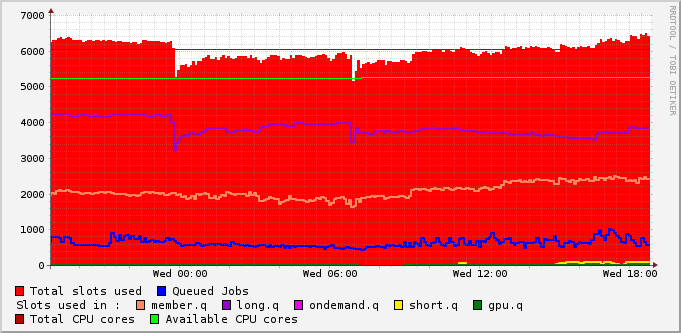 7000
6000
5000
4000
3000
2000
1000
0
Wed 00:00 Wed 06:00 Wed 12:00 Wed 18:00
RRDTOOL / TOBI OETIKER
Total slots used Queued Jobs
Slots used in : member.q long.q ondemand.q short.q gpu.q
Total CPU cores Available CPU cores